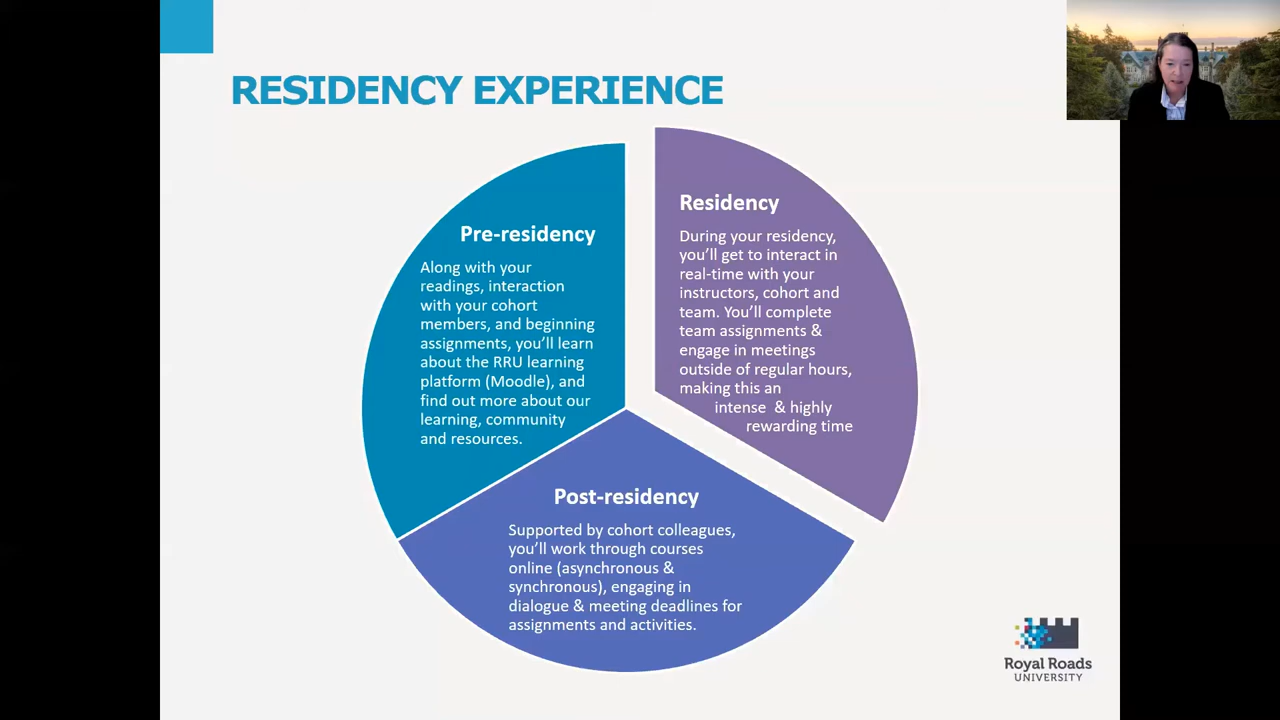 RESIDENCY EXPERIENCE
Pre-residency
Along with your
readings, interaction
with your cohort
members, and beginning
assignments, you'll learn
about the RRU learning
platform (Moodle), and
find out more about our
learning, community
and resources.
Residency
During your residency,
you'll get to interact in
real-time with your
instructors, cohort and
team. You'll complete
team assignments &
engage in meetings
outside of regular hours,
making this an
intense & highly
rewarding time
Post-residency
Supported by cohort colleagues,
you'll work through courses
online (asynchronous &
synchronous), engaging in
dialogue & meeting deadlines for
assignments and activities.
Royal Roads
UNIVERSITY